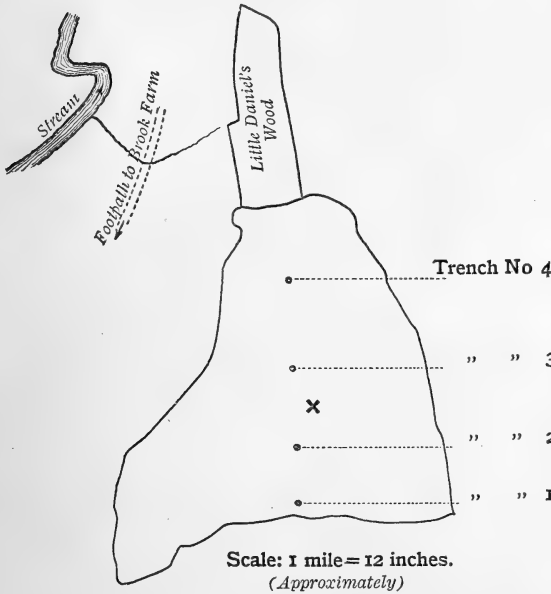 Stream
Footpath to Brook Farm
Little Daniel's
Wood
Trench No 4
„ „ 3
„ „ 2
„ „ 1
Scale: 1 mile = 12 inches.
(Approximately)